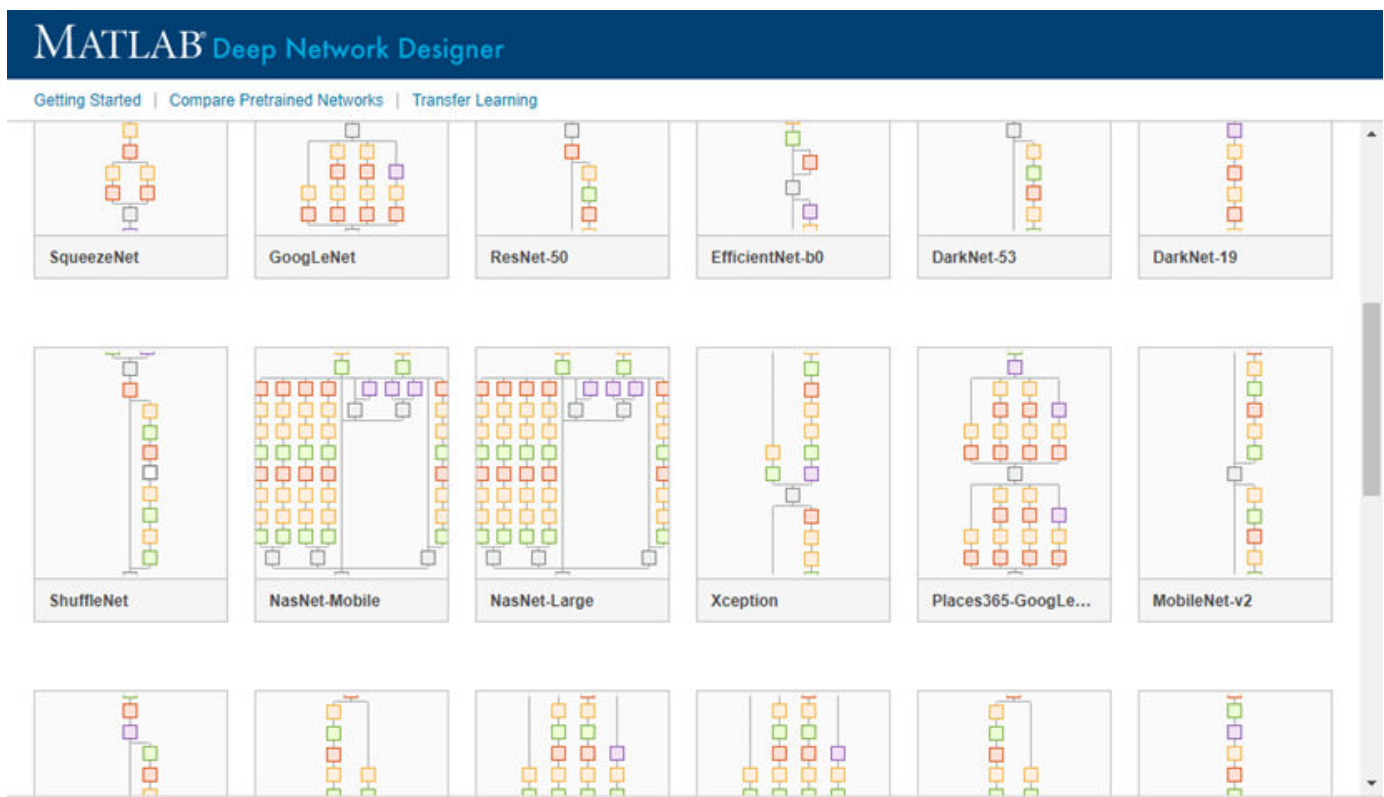 MATLAB® Deep Network Designer
Getting Started | Compare Pretrained Networks | Transfer Learning
SqueezeNet
GoogLeNet
ResNet-50
EfficientNet-b0
DarkNet-53
DarkNet-19
ShuffleNet
NasNet-Mobile
NasNet-Large
Xception
Places365-GoogLe...
MobileNet-v2